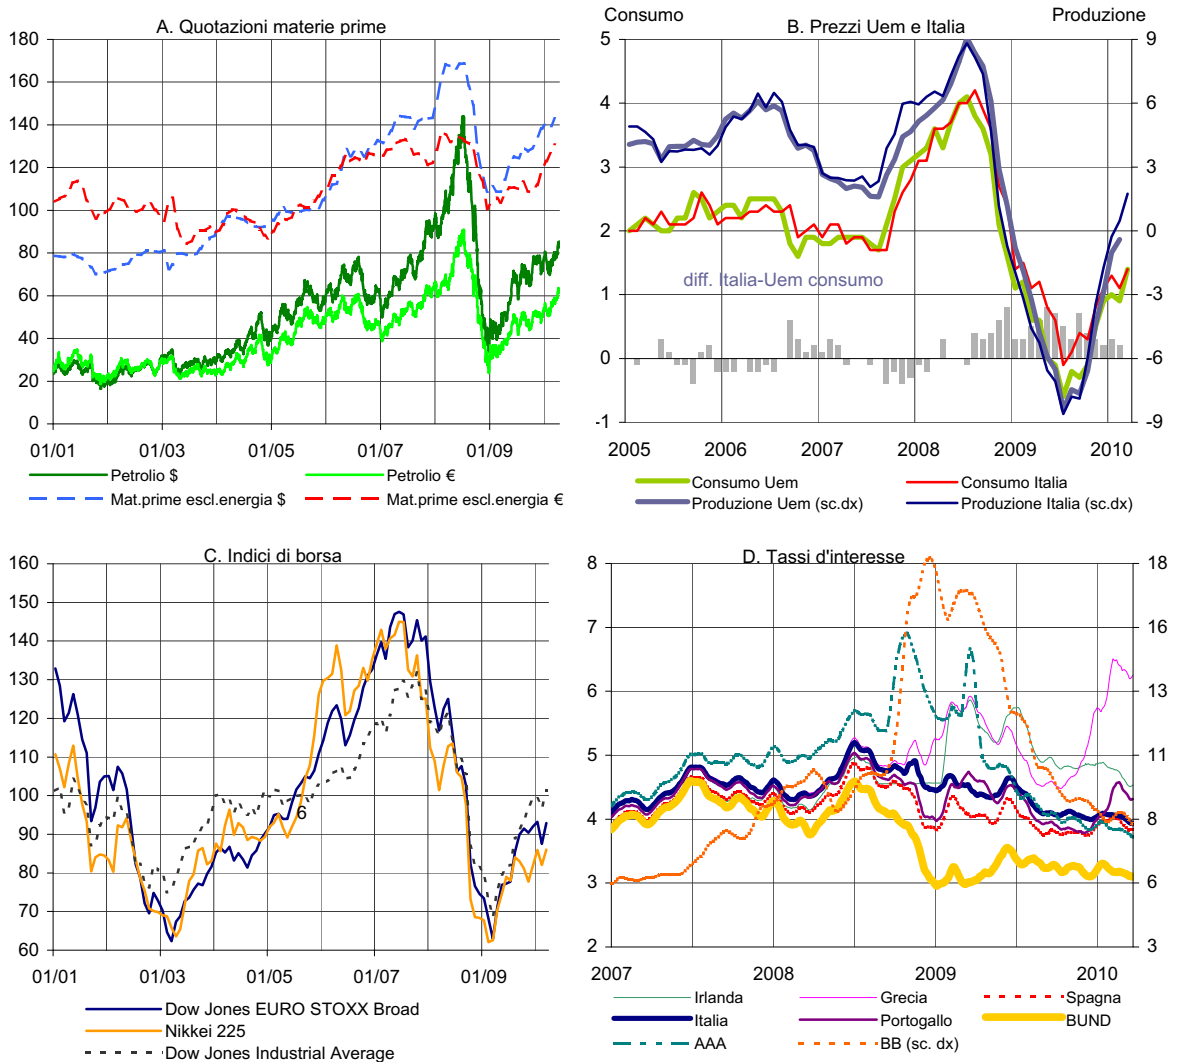 A. Quotazioni materie prime
180
160
140
120
100
80
60
40
20
0
01/01
01/03
01/05
01/07
01/09
Petrolio $
Petrolio €
Mat.prime escl.energia $
Mat.prime escl.energia €
Consumo
Produzione
B. Prezzi Uem e Italia
5
4
3
2
1
0
-1
9
6
3
0
-3
-6
-9
diff. Italia-Uem consumo
2005
2006
2007
2008
2009
2010
Consumo Uem
Consumo Italia
Produzione Uem (sc.dx)
Produzione Italia (sc.dx)
C. Indici di borsa
160
150
140
130
120
110
100
90
80
70
60
6
01/01
01/03
01/05
01/07
01/09
Dow Jones EURO STOXX Broad
Nikkei 225
Dow Jones Industrial Average
D. Tassi d'interesse
8
7
6
5
4
3
2
18
16
13
11
8
6
3
2007
2008
2009
2010
Irlanda
Grecia
Spagna
Italia
Portogallo
BUND
AAA
BB (sc. dx)